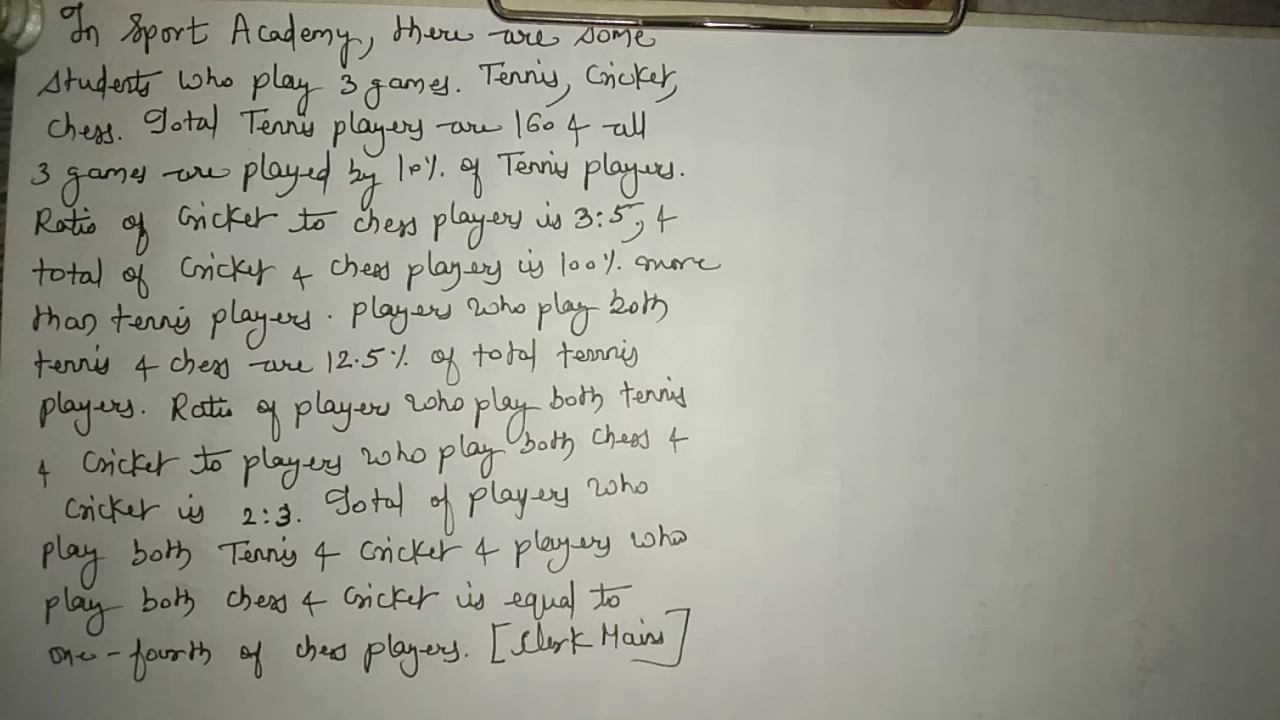 In Sport Academy, there are some
students who play 3 games. Tennis, Cricket,
Chess. Total Tennis players are 160 & all
3 games are played by 10% of Tennis players.
Ratio of Cricket to chess players is 3:5, &
total of Cricket & chess players is 100% more
than tennis players. players who play both
tennis & chess are 12.5% of total tennis
players. Ratio of players who play both tennis
& Cricket to players who play both chess &
Cricket is 2:3. Total of players who
play both Tennis & Cricket & players who
play both chess & Cricket is equal to
one-fourth of chess players. [Clerk Mains]